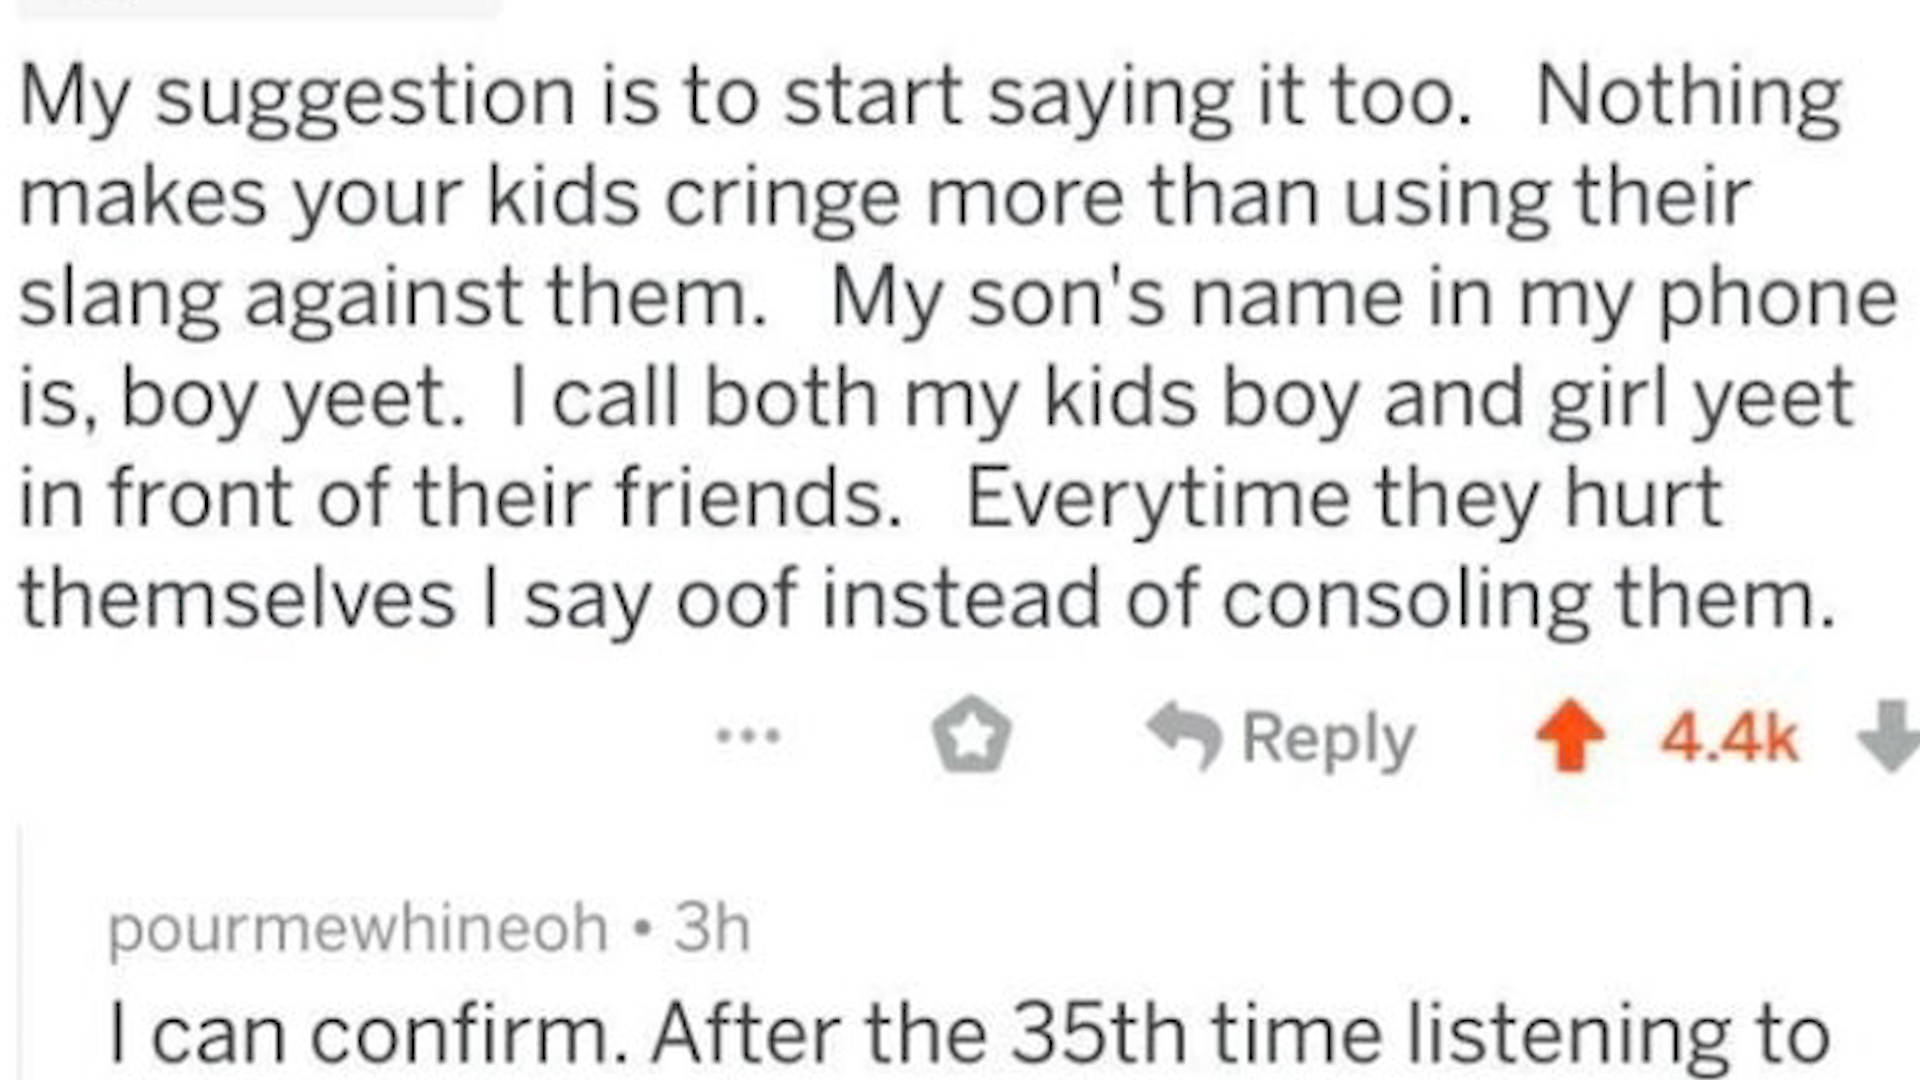 My suggestion is to start saying it too. Nothing
makes your kids cringe more than using their
slang against them. My son's name in my phone
is, boy yeet. I call both my kids boy and girl yeet
in front of their friends. Everytime they hurt
themselves I say oof instead of consoling them.
... Reply 4.4k
pourmewhineoh • 3h
I can confirm. After the 35th time listening to